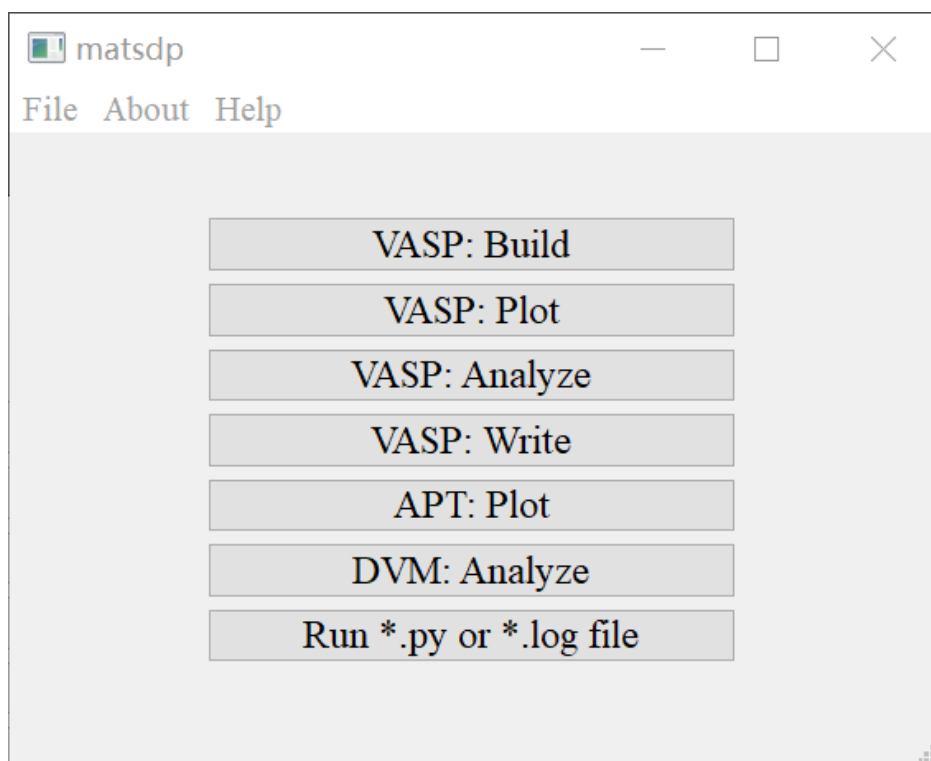 matsdp
File About Help
VASP: Build
VASP: Plot
VASP: Analyze
VASP: Write
APT: Plot
DVM: Analyze
Run *.py or *.log file